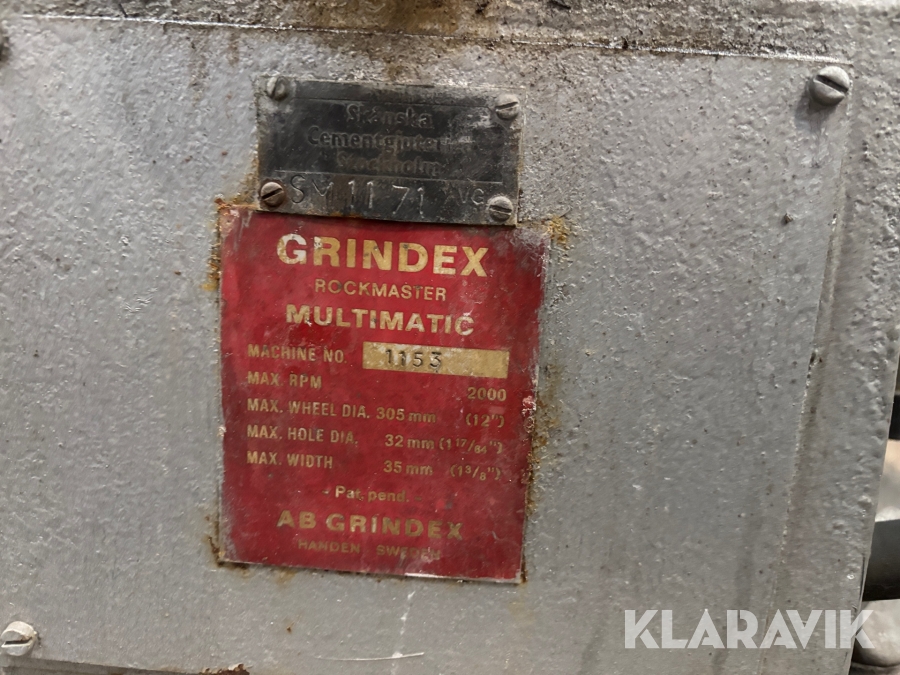 Skånska
Stockholm
SM 11 71 AVG
GRINDEX
ROCKMASTER
MULTIMATIC
MACHINE NO. 1153
MAX. RPM 2000
MAX. WHEEL DIA. 305 mm (12")
MAX. HOLE DIA. 32 mm (1 17/64")
MAX. WIDTH 35 mm (1 3/8")
- Pat. pend. -
AB GRINDEX
HANDEN SWEDEN
KLARAVIK